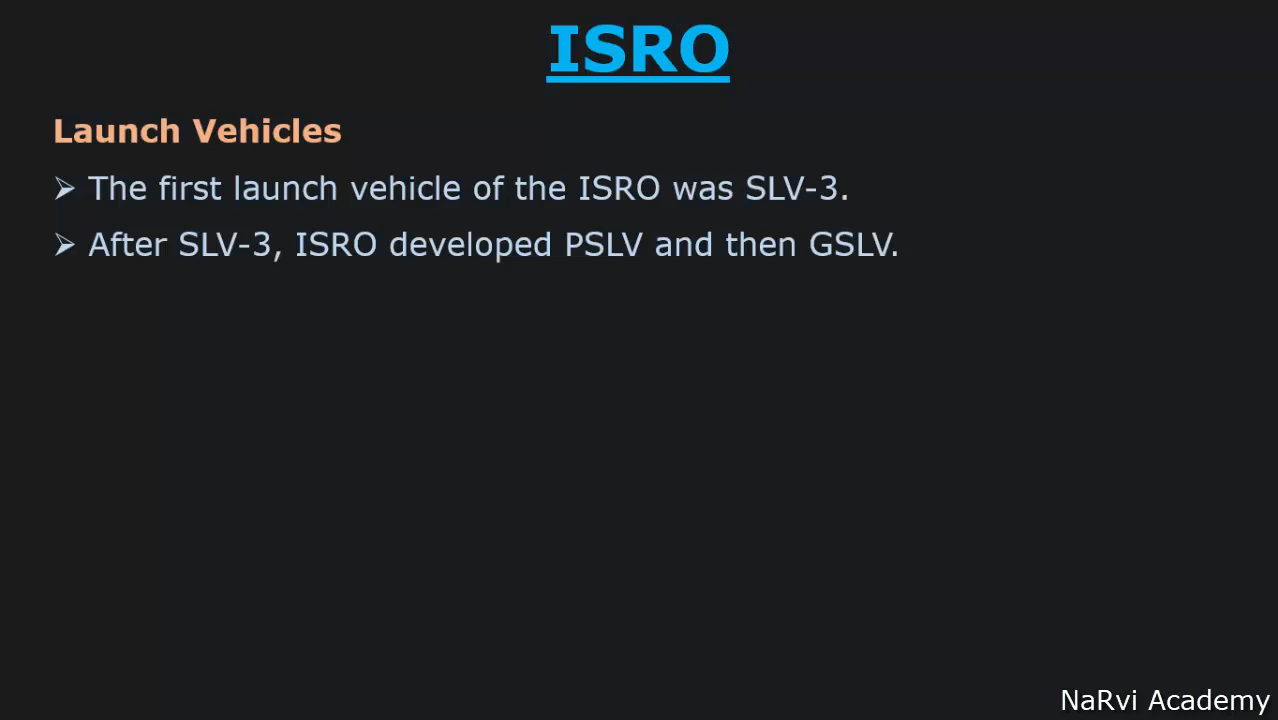 ISRO
Launch Vehicles
➢ The first launch vehicle of the ISRO was SLV-3.
➢ After SLV-3, ISRO developed PSLV and then GSLV.
NaRvi Academy